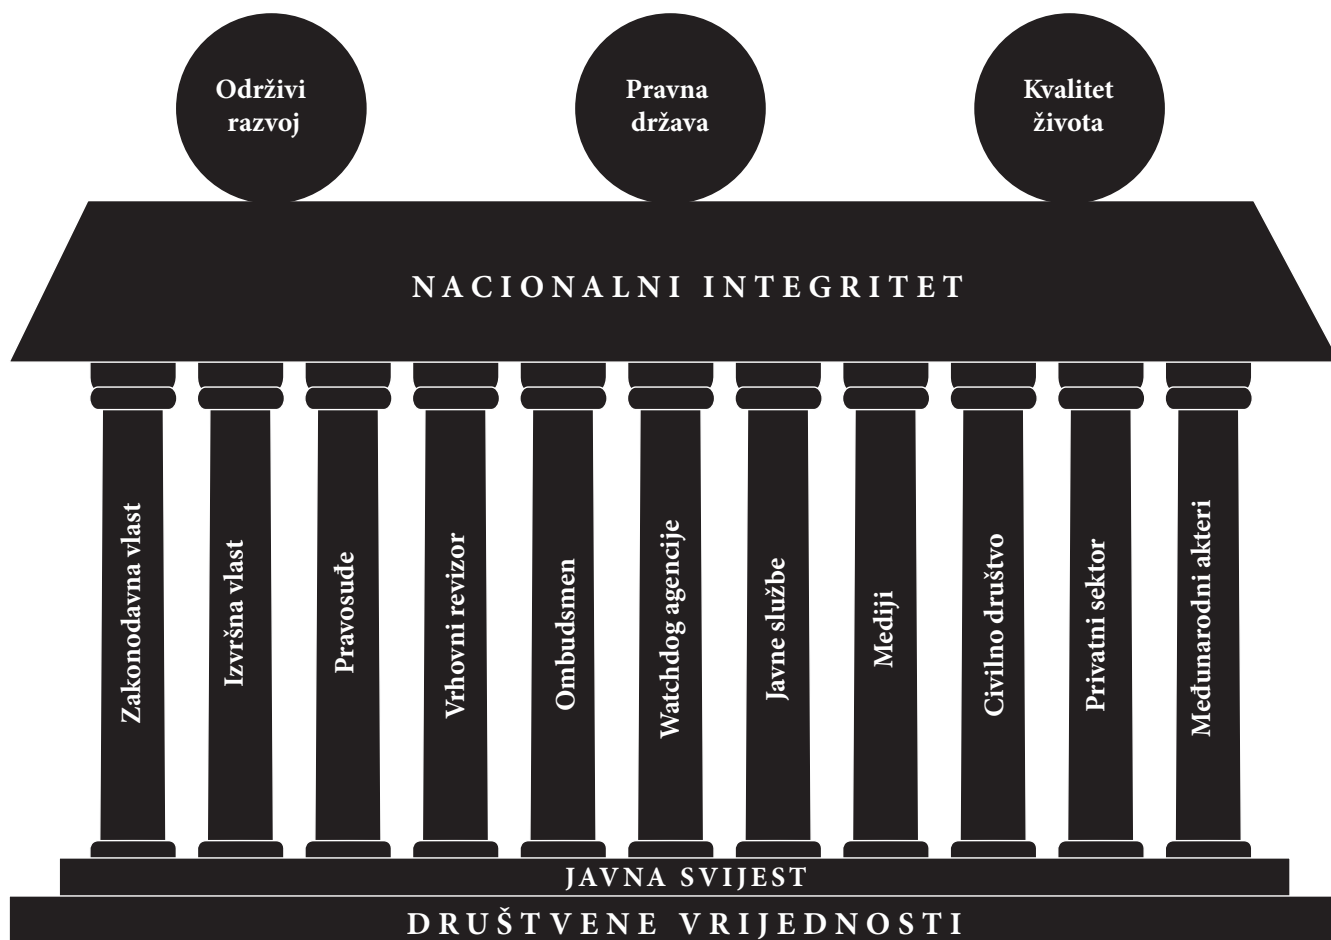 Održivi
razvoj
Pravna
država
Kvalitet
života
NACIONALNI INTEGRITET
Zakonodavna vlast
Izvršna vlast
Pravosuđe
Vrhovni revizor
Ombudsmen
Watchdog agencije
Javne službe
Mediji
Civilno društvo
Privatni sektor
Međunarodni akteri
JAVNA SVIJEST
DRUŠTVENE VRIJEDNOSTI